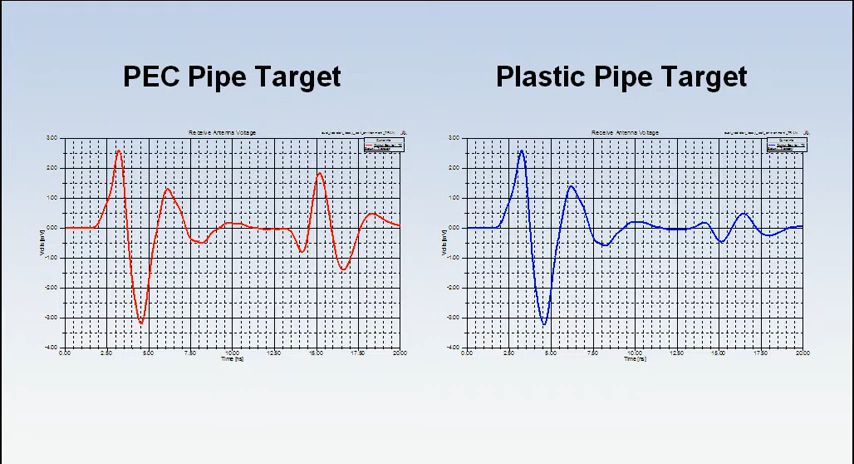 PEC Pipe Target
Plastic Pipe Target
Receive Antenna Voltage
Receive Antenna Voltage
3.00
2.00
1.00
0.00
-1.00
-2.00
-3.00
-4.00
0.00 2.50 5.00 7.50 10.00 12.50 15.00 17.50 20.00
Time [ns]
3.00
2.00
1.00
0.00
-1.00
-2.00
-3.00
-4.00
0.00 2.50 5.00 7.50 10.00 12.50 15.00 17.50 20.00
Time [ns]